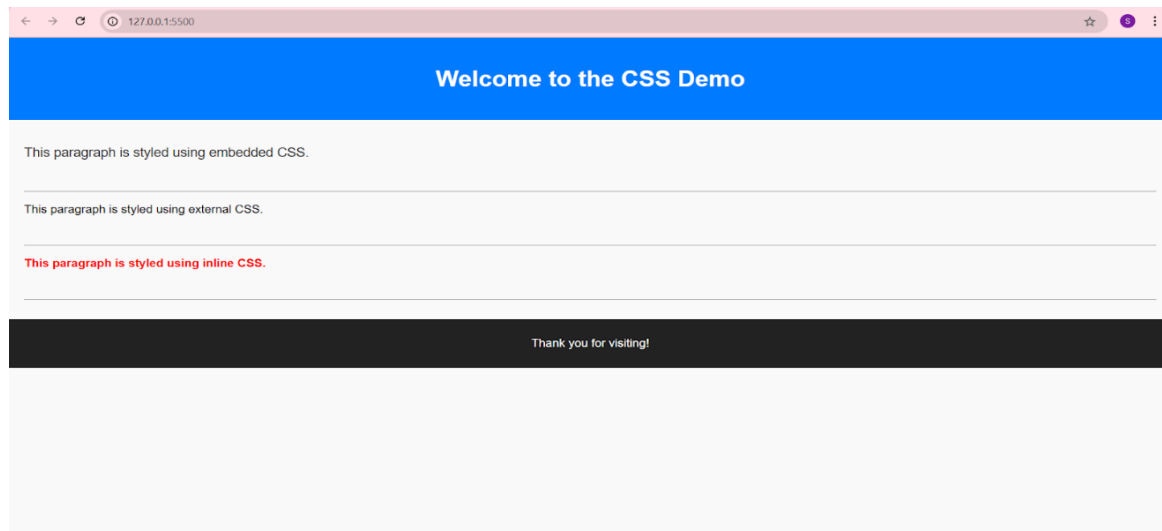 127.0.0.1:5500
S
Welcome to the CSS Demo
This paragraph is styled using embedded CSS.
This paragraph is styled using external CSS.
This paragraph is styled using inline CSS.
Thank you for visiting!